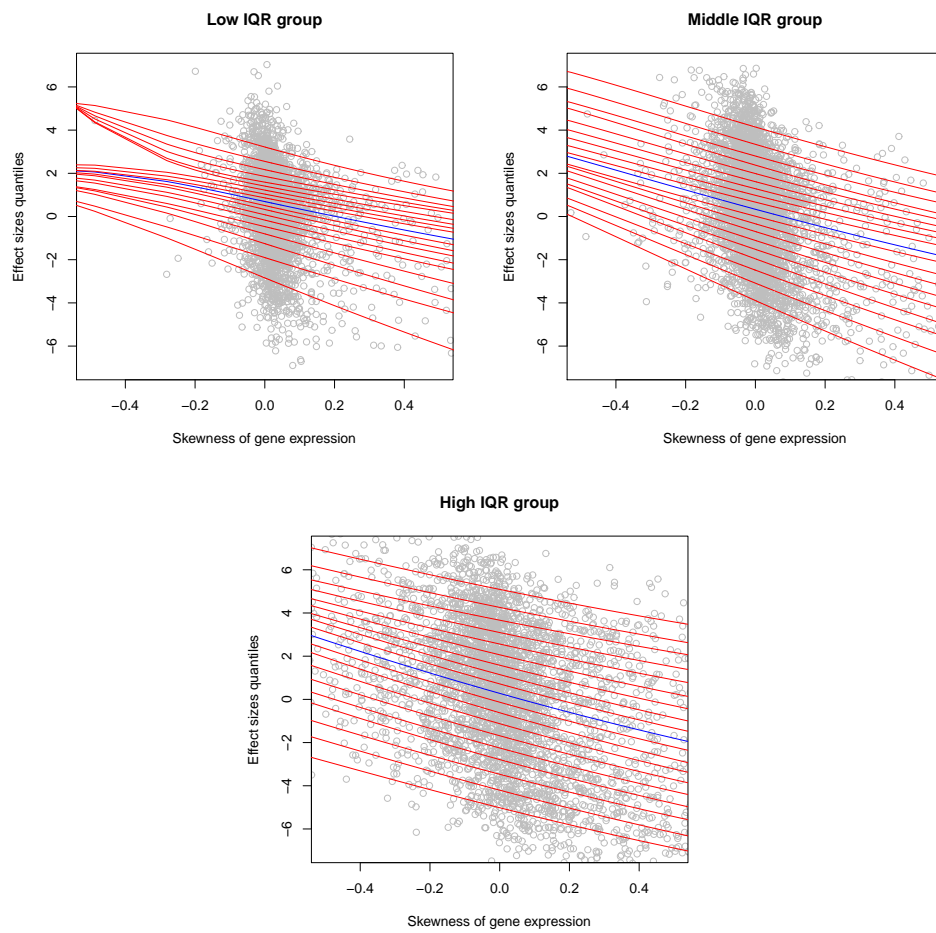 Low IQR group
6
4
2
0
−2
−4
−6
Effect sizes quantiles
−0.4 −0.2 0.0 0.2 0.4
Skewness of gene expression
Middle IQR group
6
4
2
0
−2
−4
−6
Effect sizes quantiles
−0.4 −0.2 0.0 0.2 0.4
Skewness of gene expression
High IQR group
6
4
2
0
−2
−4
−6
Effect sizes quantiles
−0.4 −0.2 0.0 0.2 0.4
Skewness of gene expression